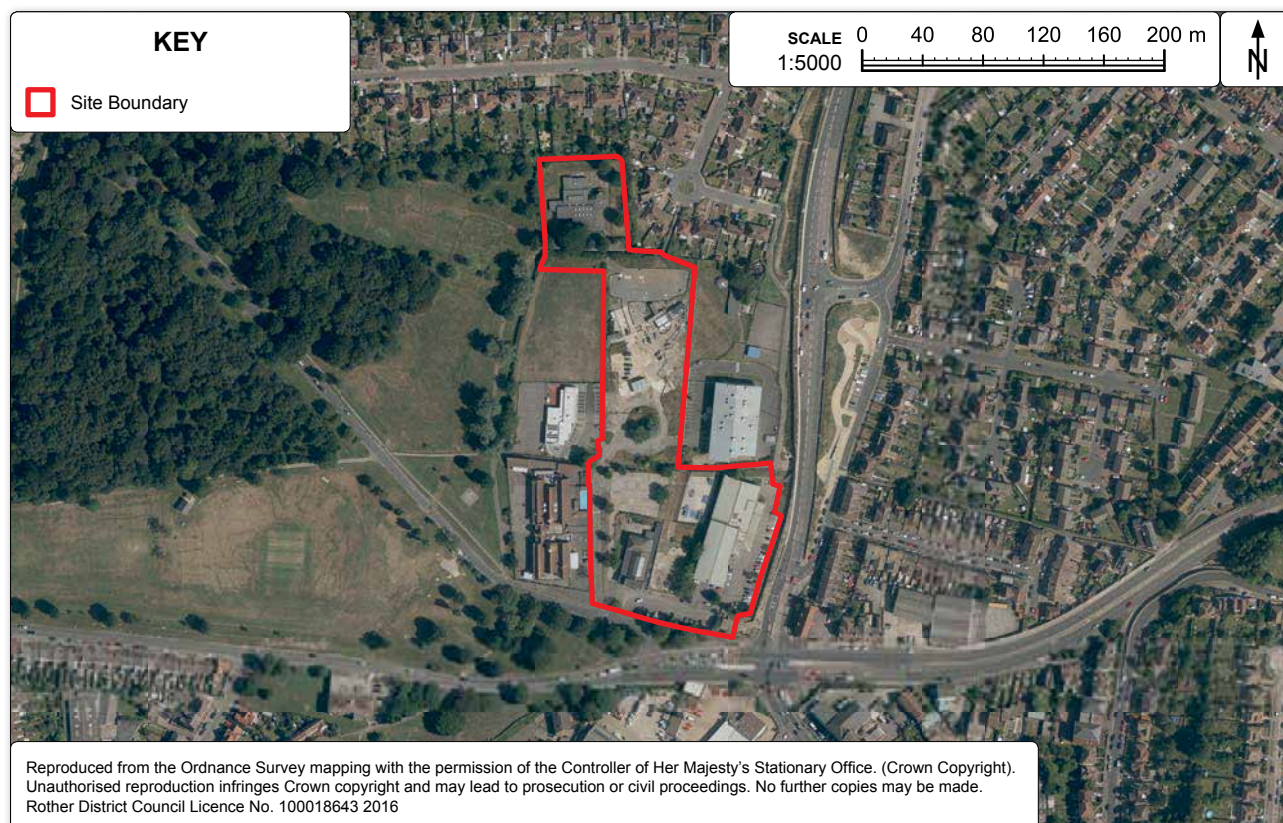 KEY
Site Boundary
SCALE
1:5000
0 40 80 120 160 200 m
N
Reproduced from the Ordnance Survey mapping with the permission of the Controller of Her Majesty’s Stationary Office. (Crown Copyright).
Unauthorised reproduction infringes Crown copyright and may lead to prosecution or civil proceedings. No further copies may be made.
Rother District Council Licence No. 100018643 2016